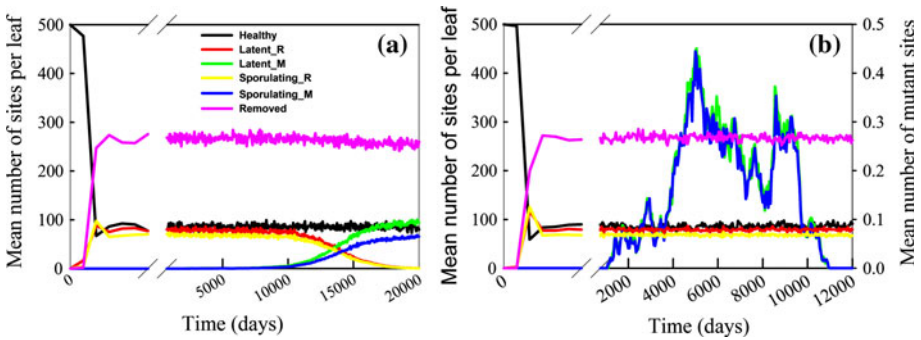 (a)
Healthy
Latent_R
Latent_M
Sporulating_R
Sporulating_M
Removed
Mean number of sites per leaf
500
400
300
200
100
0
0
5000
10000
15000
20000
Time (days)
(b)
Mean number of sites per leaf
500
400
300
200
100
0
0
2000
4000
6000
8000
10000
12000
Time (days)
0.5
0.4
0.3
0.2
0.1
0.0
Mean number of mutant sites